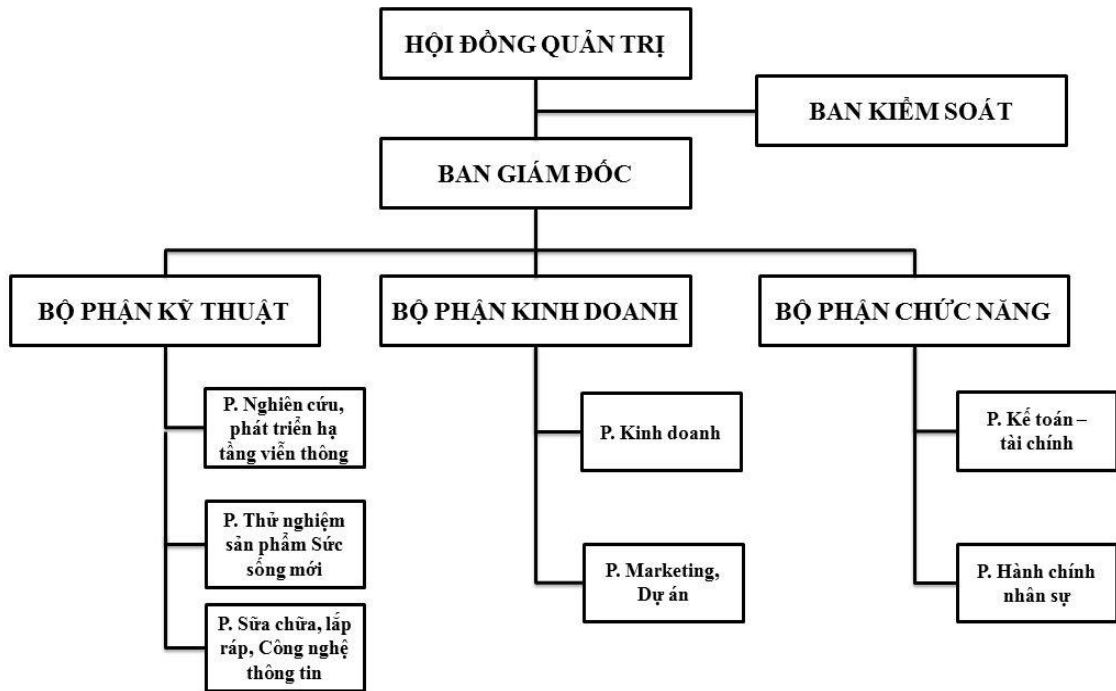 HỘI ĐỒNG QUẢN TRỊ
BAN KIỂM SOÁT
BAN GIÁM ĐỐC
BỘ PHẬN KỸ THUẬT
BỘ PHẬN KINH DOANH
BỘ PHẬN CHỨC NĂNG
P. Nghiên cứu,
phát triển hạ
tầng viễn thông
P. Thử nghiệm
sản phẩm Sức
sống mới
P. Sữa chữa, lắp
ráp, Công nghệ
thông tin
P. Kinh doanh
P. Marketing,
Dự án
P. Kế toán –
tài chính
P. Hành chính
nhân sự